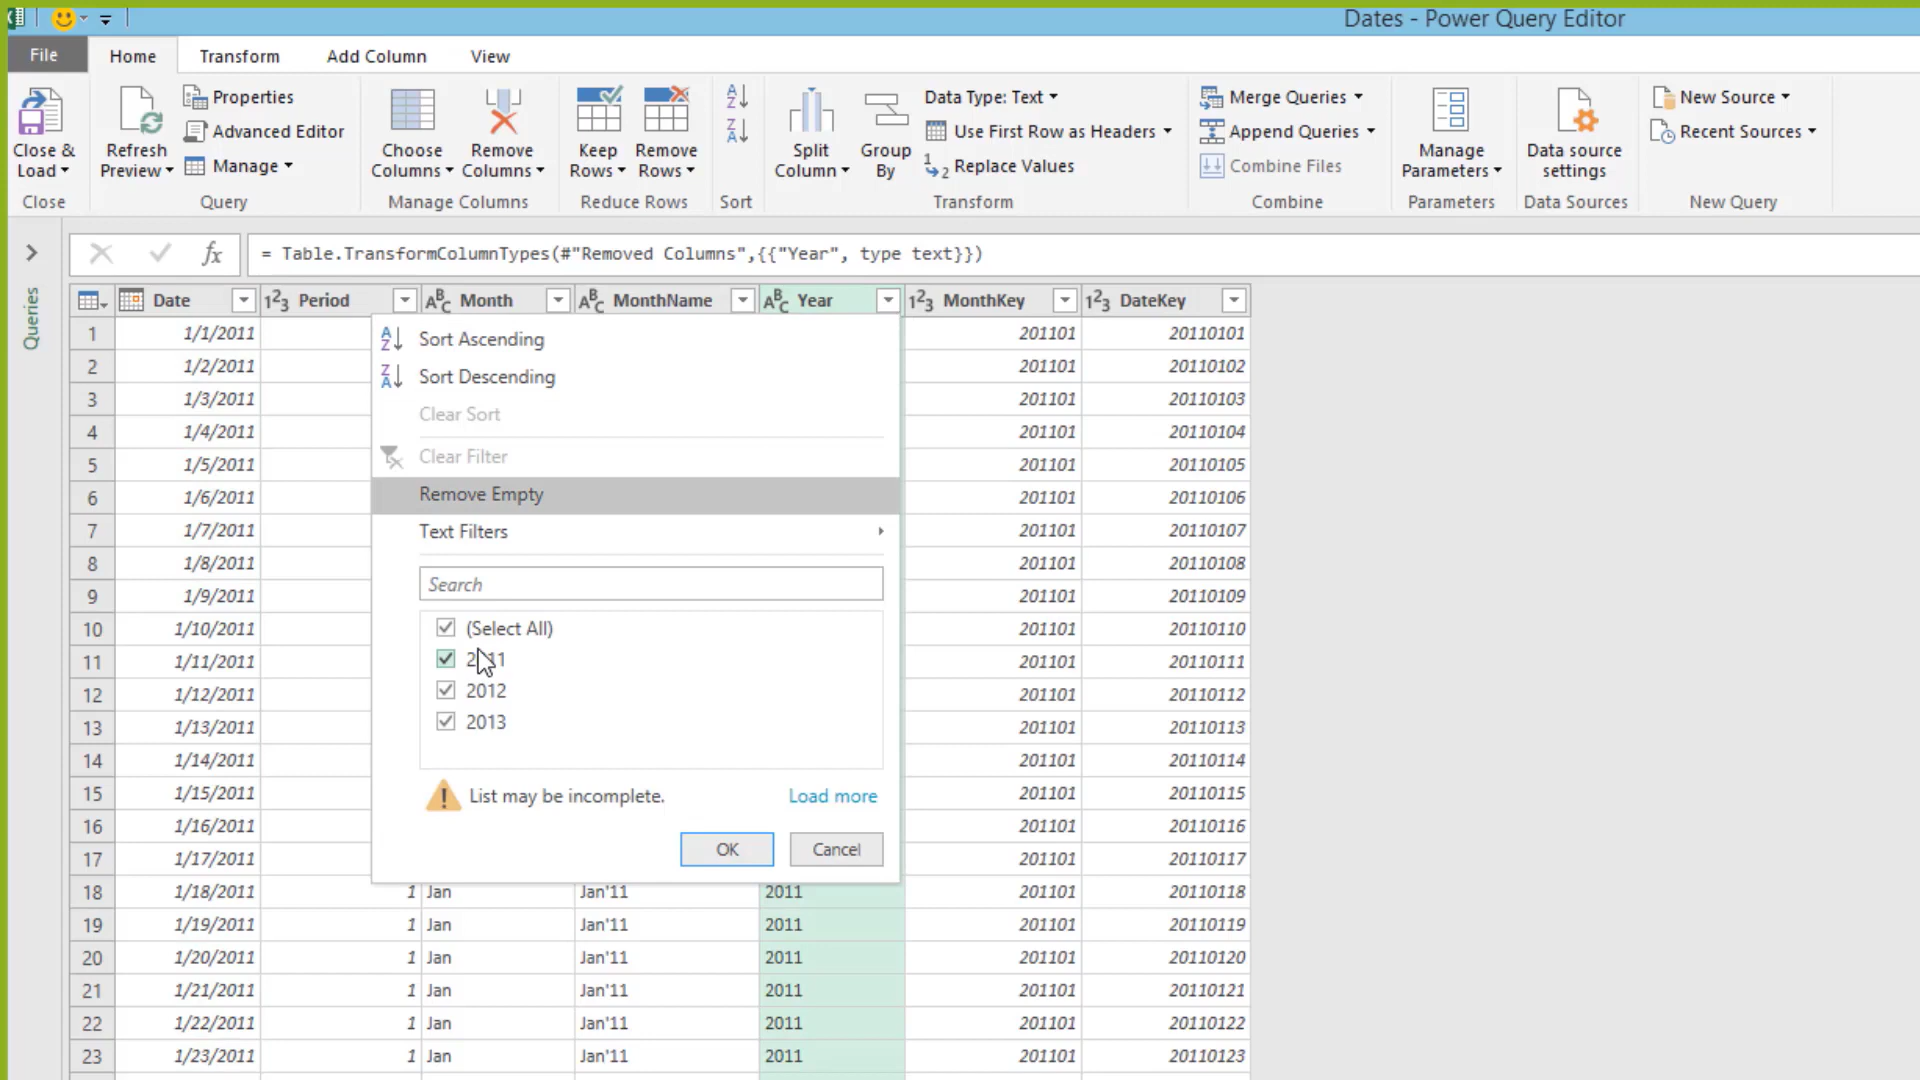 Dates - Power Query Editor
File Home Transform Add Column View
Close & Load
Refresh Preview
Properties
Advanced Editor
Manage
Choose Columns
Remove Columns
Keep Rows
Remove Rows
A Z
Z A
Split Column
Group By
Data Type: Text
Use First Row as Headers
1 2 Replace Values
Merge Queries
Append Queries
Combine Files
Manage Parameters
Data source settings
New Source
Recent Sources
Close Query Manage Columns Reduce Rows Sort Transform Combine Parameters Data Sources New Query
fx = Table.TransformColumnTypes(#"Removed Columns",{{"Year", type text}})
Queries
Date 123 Period ABC Month ABC MonthName ABC Year 123 MonthKey 123 DateKey
1 1/1/2011 201101 20110101
2 1/2/2011 201101 20110102
3 1/3/2011 201101 20110103
4 1/4/2011 201101 20110104
5 1/5/2011 201101 20110105
6 1/6/2011 201101 20110106
7 1/7/2011 201101 20110107
8 1/8/2011 201101 20110108
9 1/9/2011 201101 20110109
10 1/10/2011 201101 20110110
11 1/11/2011 201101 20110111
12 1/12/2011 201101 20110112
13 1/13/2011 201101 20110113
14 1/14/2011 201101 20110114
15 1/15/2011 201101 20110115
16 1/16/2011 201101 20110116
17 1/17/2011 201101 20110117
18 1/18/2011 1 Jan Jan'11 2011 201101 20110118
19 1/19/2011 1 Jan Jan'11 2011 201101 20110119
20 1/20/2011 1 Jan Jan'11 2011 201101 20110120
21 1/21/2011 1 Jan Jan'11 2011 201101 20110121
22 1/22/2011 1 Jan Jan'11 2011 201101 20110122
23 1/23/2011 1 Jan Jan'11 2011 201101 20110123
A Z Sort Ascending
Z A Sort Descending
Clear Sort
Clear Filter
Remove Empty
Text Filters
Search
(Select All)
2011
2012
2013
List may be incomplete. Load more
OK Cancel